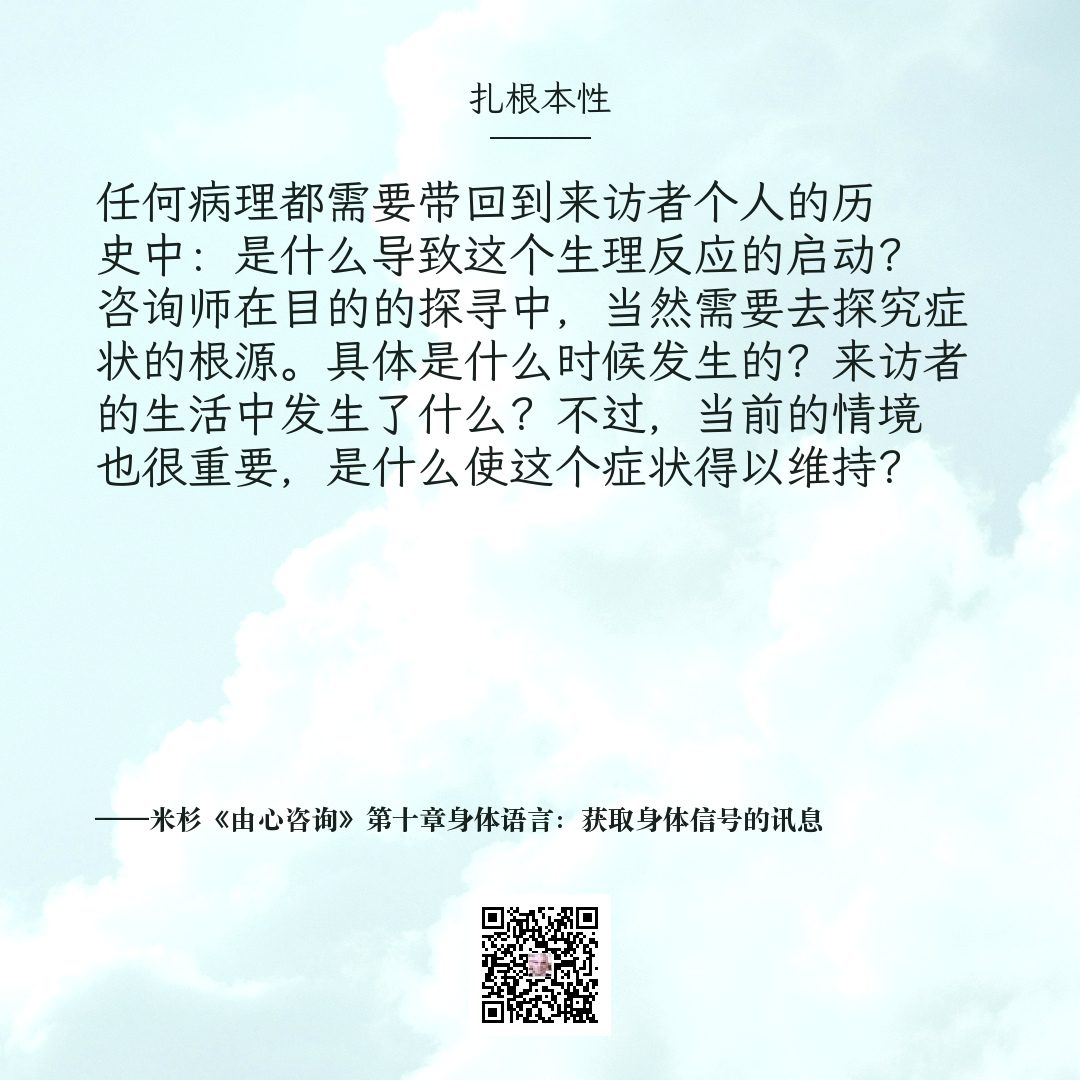 扎根本性
任何病理都需要带回到来访者个人的历
史中：是什么导致这个生理反应的启动？
咨询师在目的的探寻中，当然需要去探究症
状的根源。具体是什么时候发生的？来访者
的生活中发生了什么？不过，当前的情境
也很重要，是什么使这个症状得以维持？
——米杉《由心咨询》第十章身体语言：获取身体信号的讯息